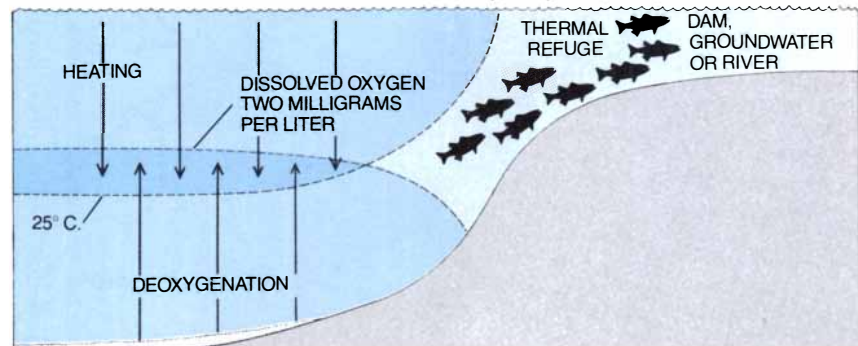 HEATING
DISSOLVED OXYGEN
TWO MILLIGRAMS
PER LITER
25° C.
DEOXYGENATION
THERMAL
REFUGE
DAM,
GROUNDWATER
OR RIVER